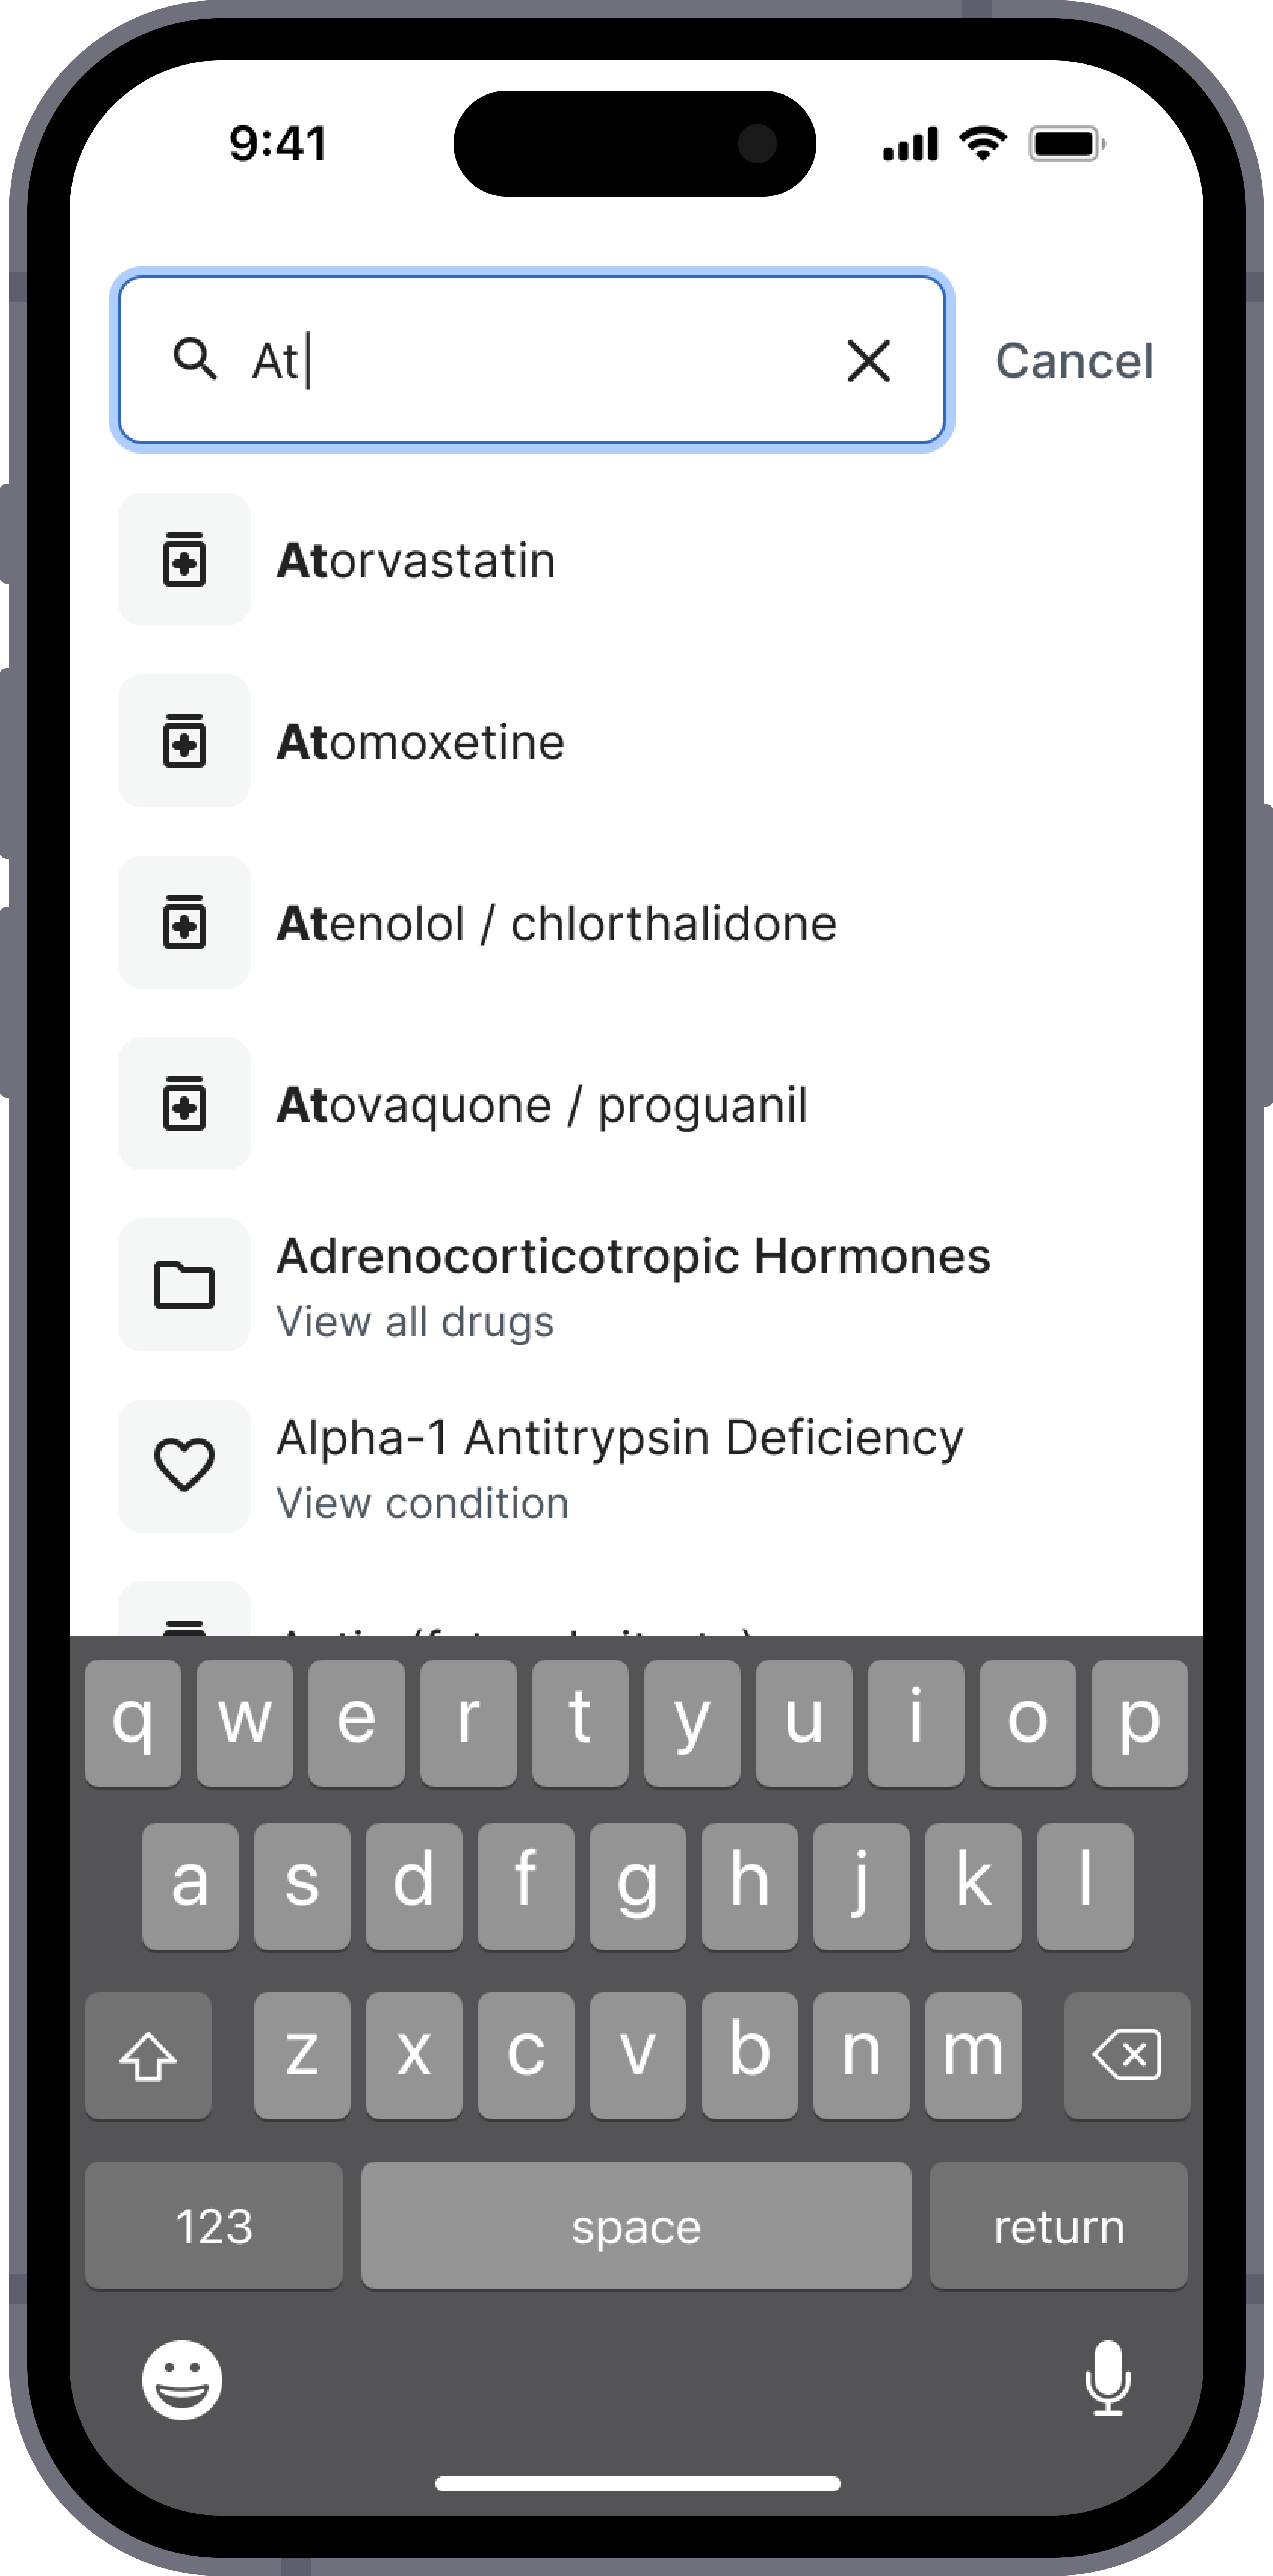 9:41
At
Cancel
Atorvastatin
Atomoxetine
Atenolol / chlorthalidone
Atovaquone / proguanil
Adrenocorticotropic Hormones
View all drugs
Alpha-1 Antitrypsin Deficiency
View condition
q w e r t y u i o p
a s d f g h j k l
z x c v b n m
123 space return